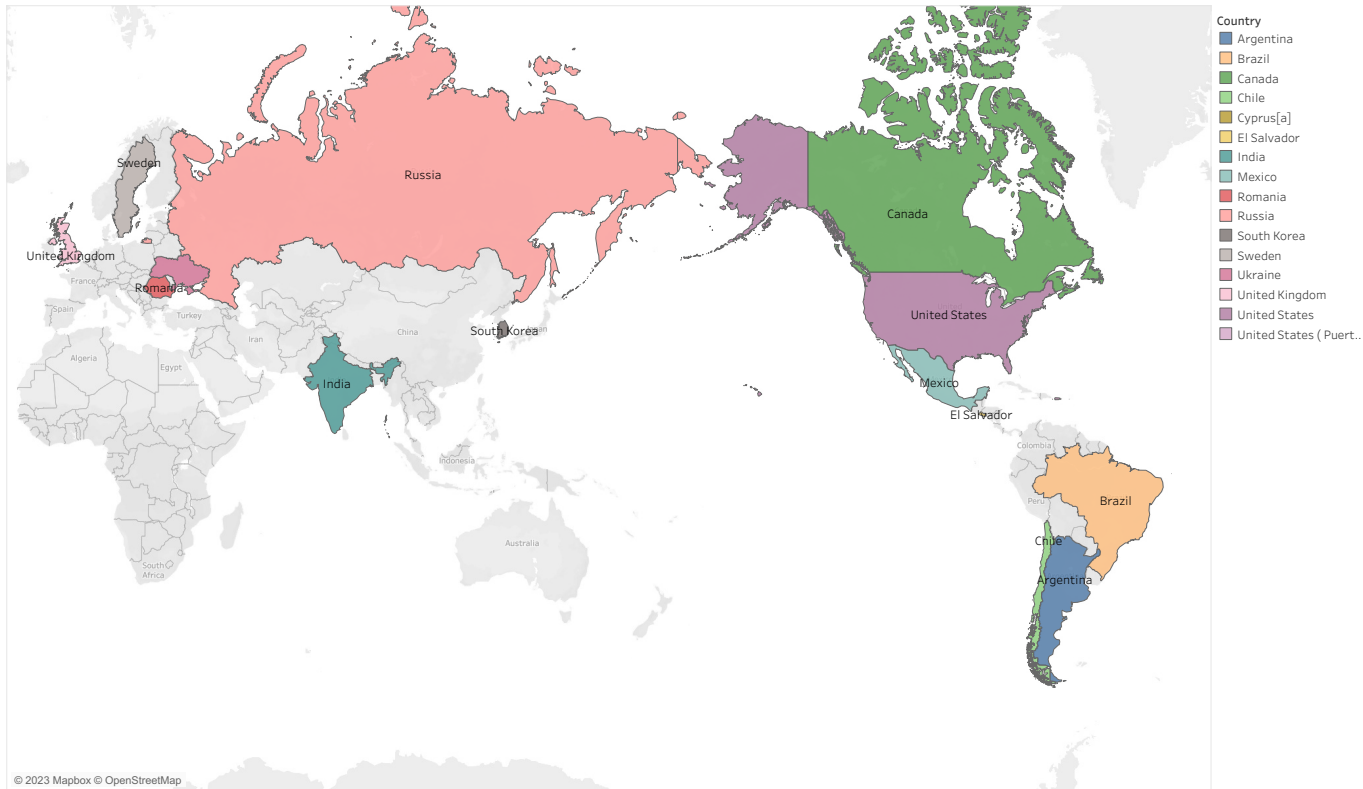 Country
Argentina
Brazil
Canada
Chile
Cyprus[a]
El Salvador
India
Mexico
Romania
Russia
South Korea
Sweden
Ukraine
United Kingdom
United States
United States ( Puert..
Sweden
Russia
Canada
United Kingdom
France
Romania
Spain
Turkey
United States
South Korea
China
Iran
Algeria
Egypt
India
Mexico
El Salvador
Colombia
Indonesia
Brazil
Peru
Australia
Chile
South
Africa
Argentina
© 2023 Mapbox © OpenStreetMap